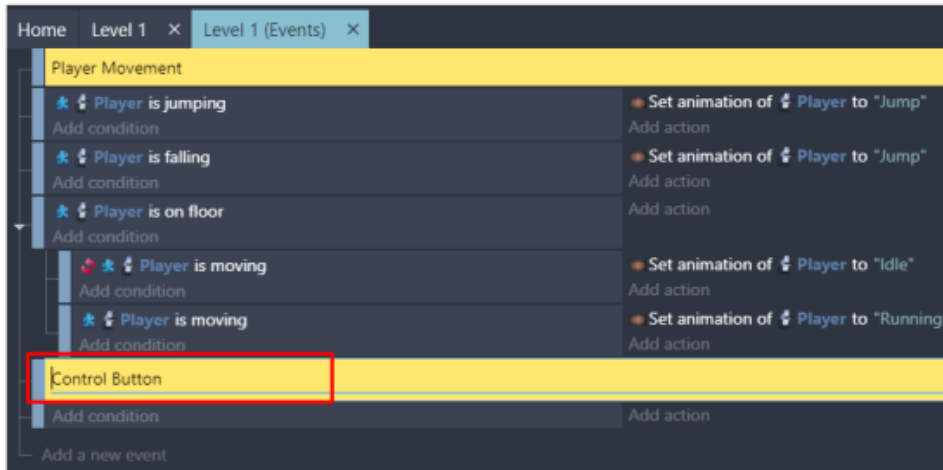 Home Level 1 × Level 1 (Events) ×
Player Movement
Player is jumping Set animation of Player to "Jump"
Add condition Add action
Player is falling Set animation of Player to "Jump"
Add condition Add action
Player is on floor Add action
Add condition
Player is moving Set animation of Player to "Idle"
Add condition Add action
Player is moving Set animation of Player to "Running
Add condition Add action
Control Button
Add condition Add action
Add a new event